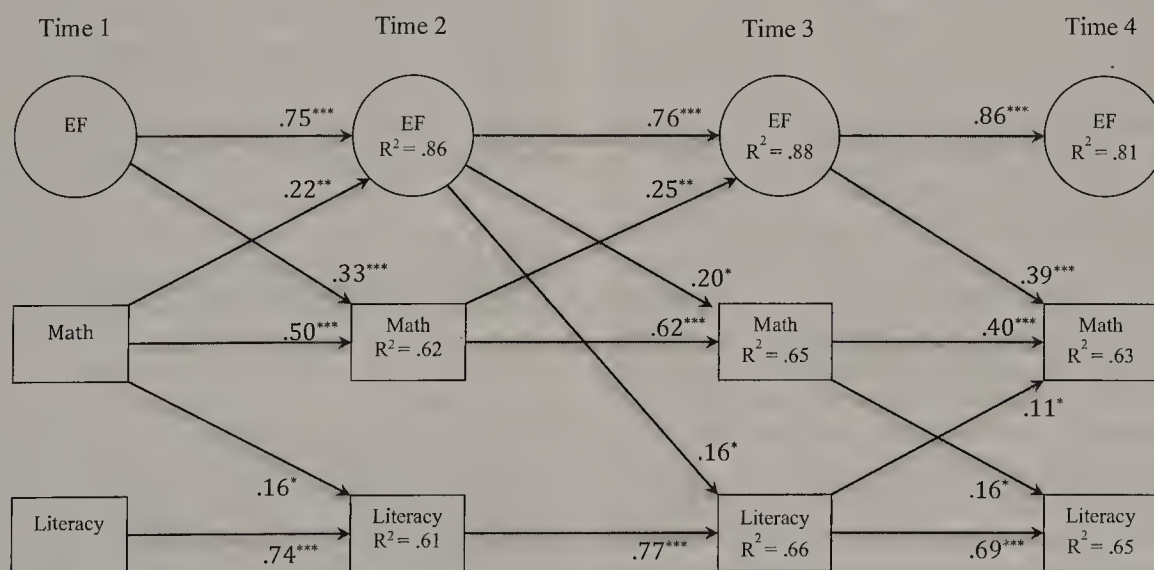 Time 1 Time 2 Time 3 Time 4
EF .75*** EF .76*** EF .86*** EF
R² = .86 R² = .88 R² = .81
.22** .25**
.33*** .20* .39***
Math .50*** Math .62*** Math .40*** Math
R² = .62 R² = .65 R² = .63
.11*
.16* .16* .16*
Literacy Literacy Literacy Literacy
R² = .61 R² = .66 R² = .65
.74*** .77*** .69***